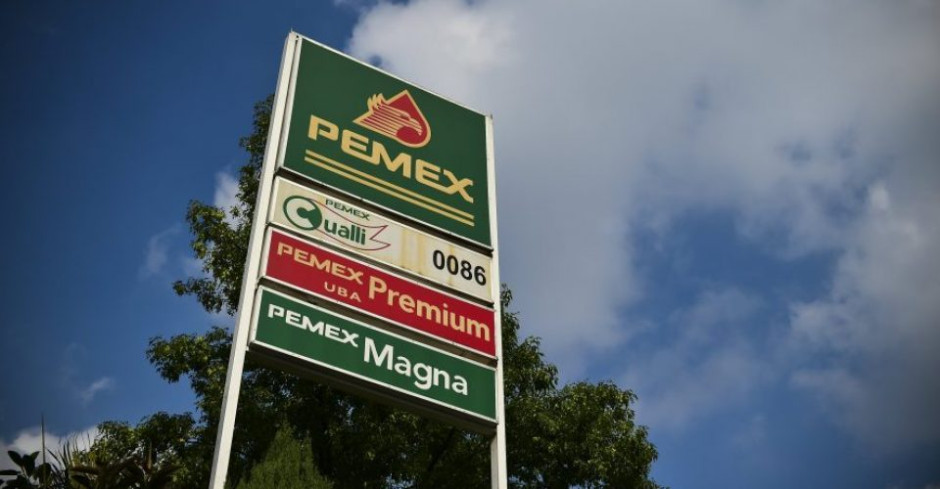 PEMEX
PEMEX
Cualli
0086
PEMEX Premium
UBA
PEMEX Magna